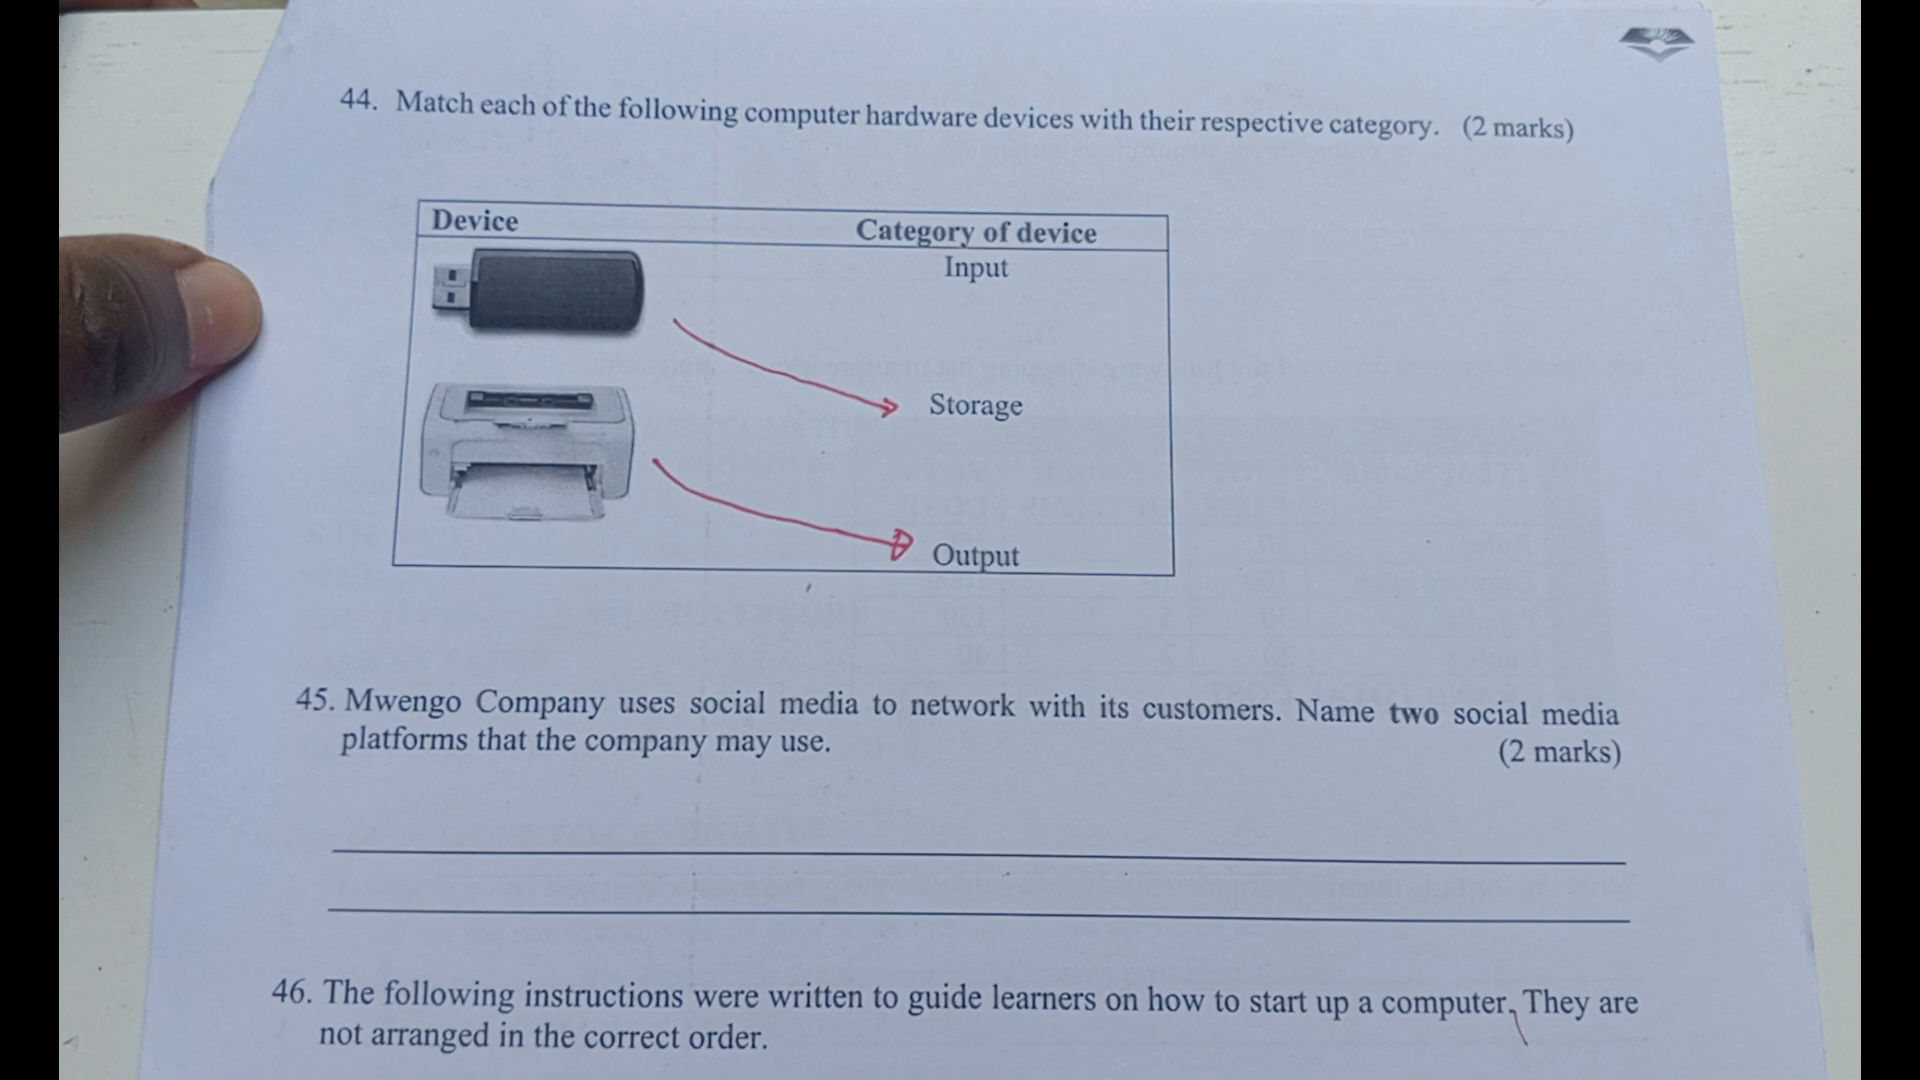 44. Match each of the following computer hardware devices with their respective category. (2 marks)
Device
Category of device
Input
Storage
Output
45. Mwengo Company uses social media to network with its customers. Name two social media
platforms that the company may use. (2 marks)
46. The following instructions were written to guide learners on how to start up a computer. They are
not arranged in the correct order.